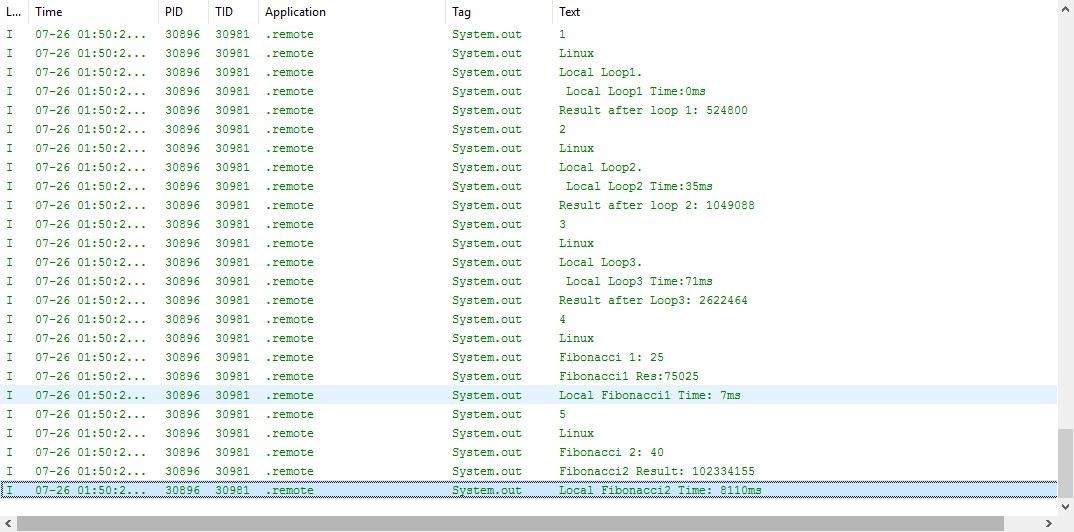 L... Time PID TID Application Tag Text
I 07-26 01:50:2... 30896 30981 .remote System.out 1
I 07-26 01:50:2... 30896 30981 .remote System.out Linux
I 07-26 01:50:2... 30896 30981 .remote System.out Local Loop1.
I 07-26 01:50:2... 30896 30981 .remote System.out Local Loop1 Time:0ms
I 07-26 01:50:2... 30896 30981 .remote System.out Result after loop 1: 524800
I 07-26 01:50:2... 30896 30981 .remote System.out 2
I 07-26 01:50:2... 30896 30981 .remote System.out Linux
I 07-26 01:50:2... 30896 30981 .remote System.out Local Loop2.
I 07-26 01:50:2... 30896 30981 .remote System.out Local Loop2 Time:35ms
I 07-26 01:50:2... 30896 30981 .remote System.out Result after loop 2: 1049088
I 07-26 01:50:2... 30896 30981 .remote System.out 3
I 07-26 01:50:2... 30896 30981 .remote System.out Linux
I 07-26 01:50:2... 30896 30981 .remote System.out Local Loop3.
I 07-26 01:50:2... 30896 30981 .remote System.out Local Loop3 Time:71ms
I 07-26 01:50:2... 30896 30981 .remote System.out Result after Loop3: 2622464
I 07-26 01:50:2... 30896 30981 .remote System.out 4
I 07-26 01:50:2... 30896 30981 .remote System.out Linux
I 07-26 01:50:2... 30896 30981 .remote System.out Fibonacci 1: 25
I 07-26 01:50:2... 30896 30981 .remote System.out Fibonacci1 Res:75025
I 07-26 01:50:2... 30896 30981 .remote System.out Local Fibonacci1 Time: 7ms
I 07-26 01:50:2... 30896 30981 .remote System.out 5
I 07-26 01:50:2... 30896 30981 .remote System.out Linux
I 07-26 01:50:2... 30896 30981 .remote System.out Fibonacci 2: 40
I 07-26 01:50:2... 30896 30981 .remote System.out Fibonacci2 Result: 102334155
I 07-26 01:50:2... 30896 30981 .remote System.out Local Fibonacci2 Time: 8110ms